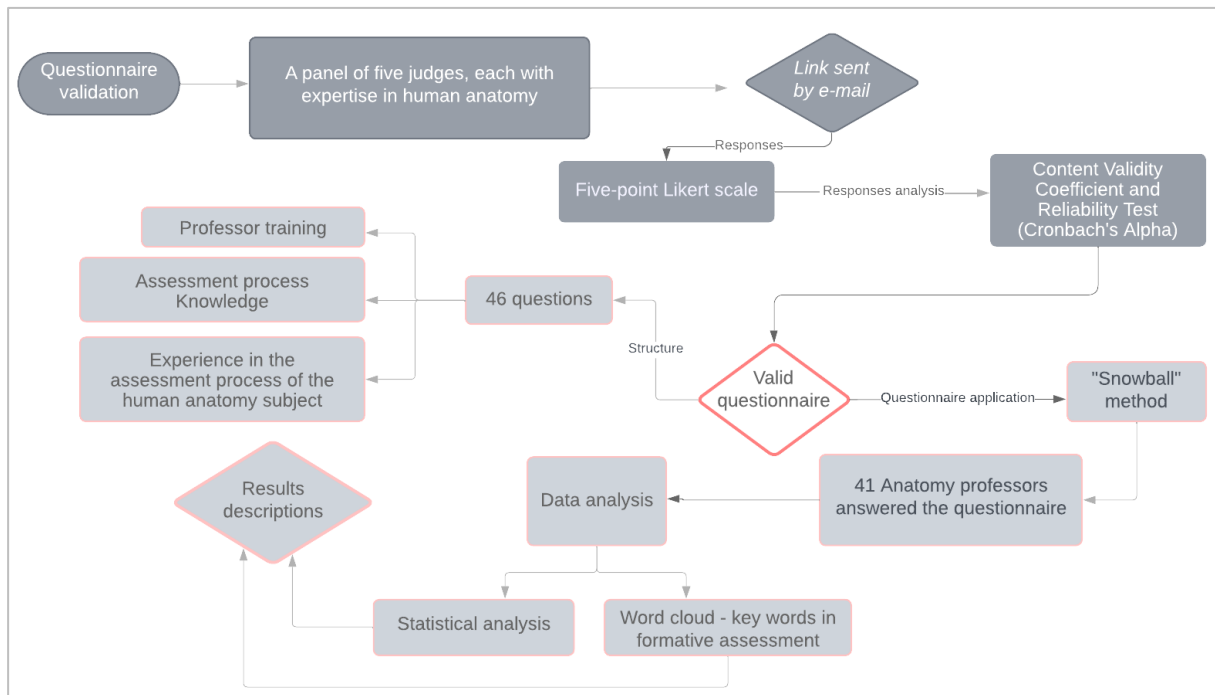 Questionnaire
validation
A panel of five judges, each with
expertise in human anatomy
Link sent
by e-mail
Responses
Five-point Likert scale
Responses analysis
Content Validity
Coefficient and
Reliability Test
(Cronbach's Alpha)
Professor training
Assessment process
Knowledge
Experience in the
assessment process of the
human anatomy subject
46 questions
Structure
Valid
questionnaire
Questionnaire application
"Snowball"
method
41 Anatomy professors
answered the questionnaire
Data analysis
Results
descriptions
Statistical analysis
Word cloud - key words in
formative assessment